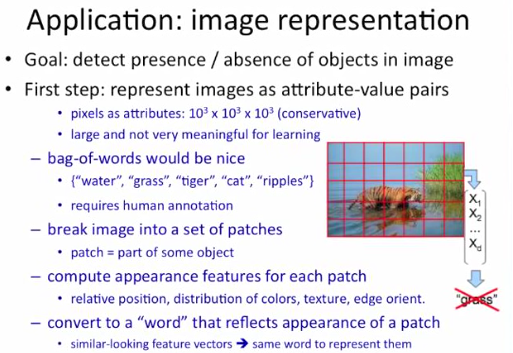 Application: image representation
• Goal: detect presence / absence of objects in image
• First step: represent images as attribute-value pairs
• pixels as attributes: 10³ x 10³ x 10³ (conservative)
• large and not very meaningful for learning
– bag-of-words would be nice
• {“water”, “grass”, “tiger”, “cat”, “ripples”}
• requires human annotation
– break image into a set of patches
• patch = part of some object
– compute appearance features for each patch
• relative position, distribution of colors, texture, edge orient.
– convert to a “word” that reflects appearance of a patch
• similar-looking feature vectors ➔ same word to represent them
X₁
X₂
...
X_d
“grass”